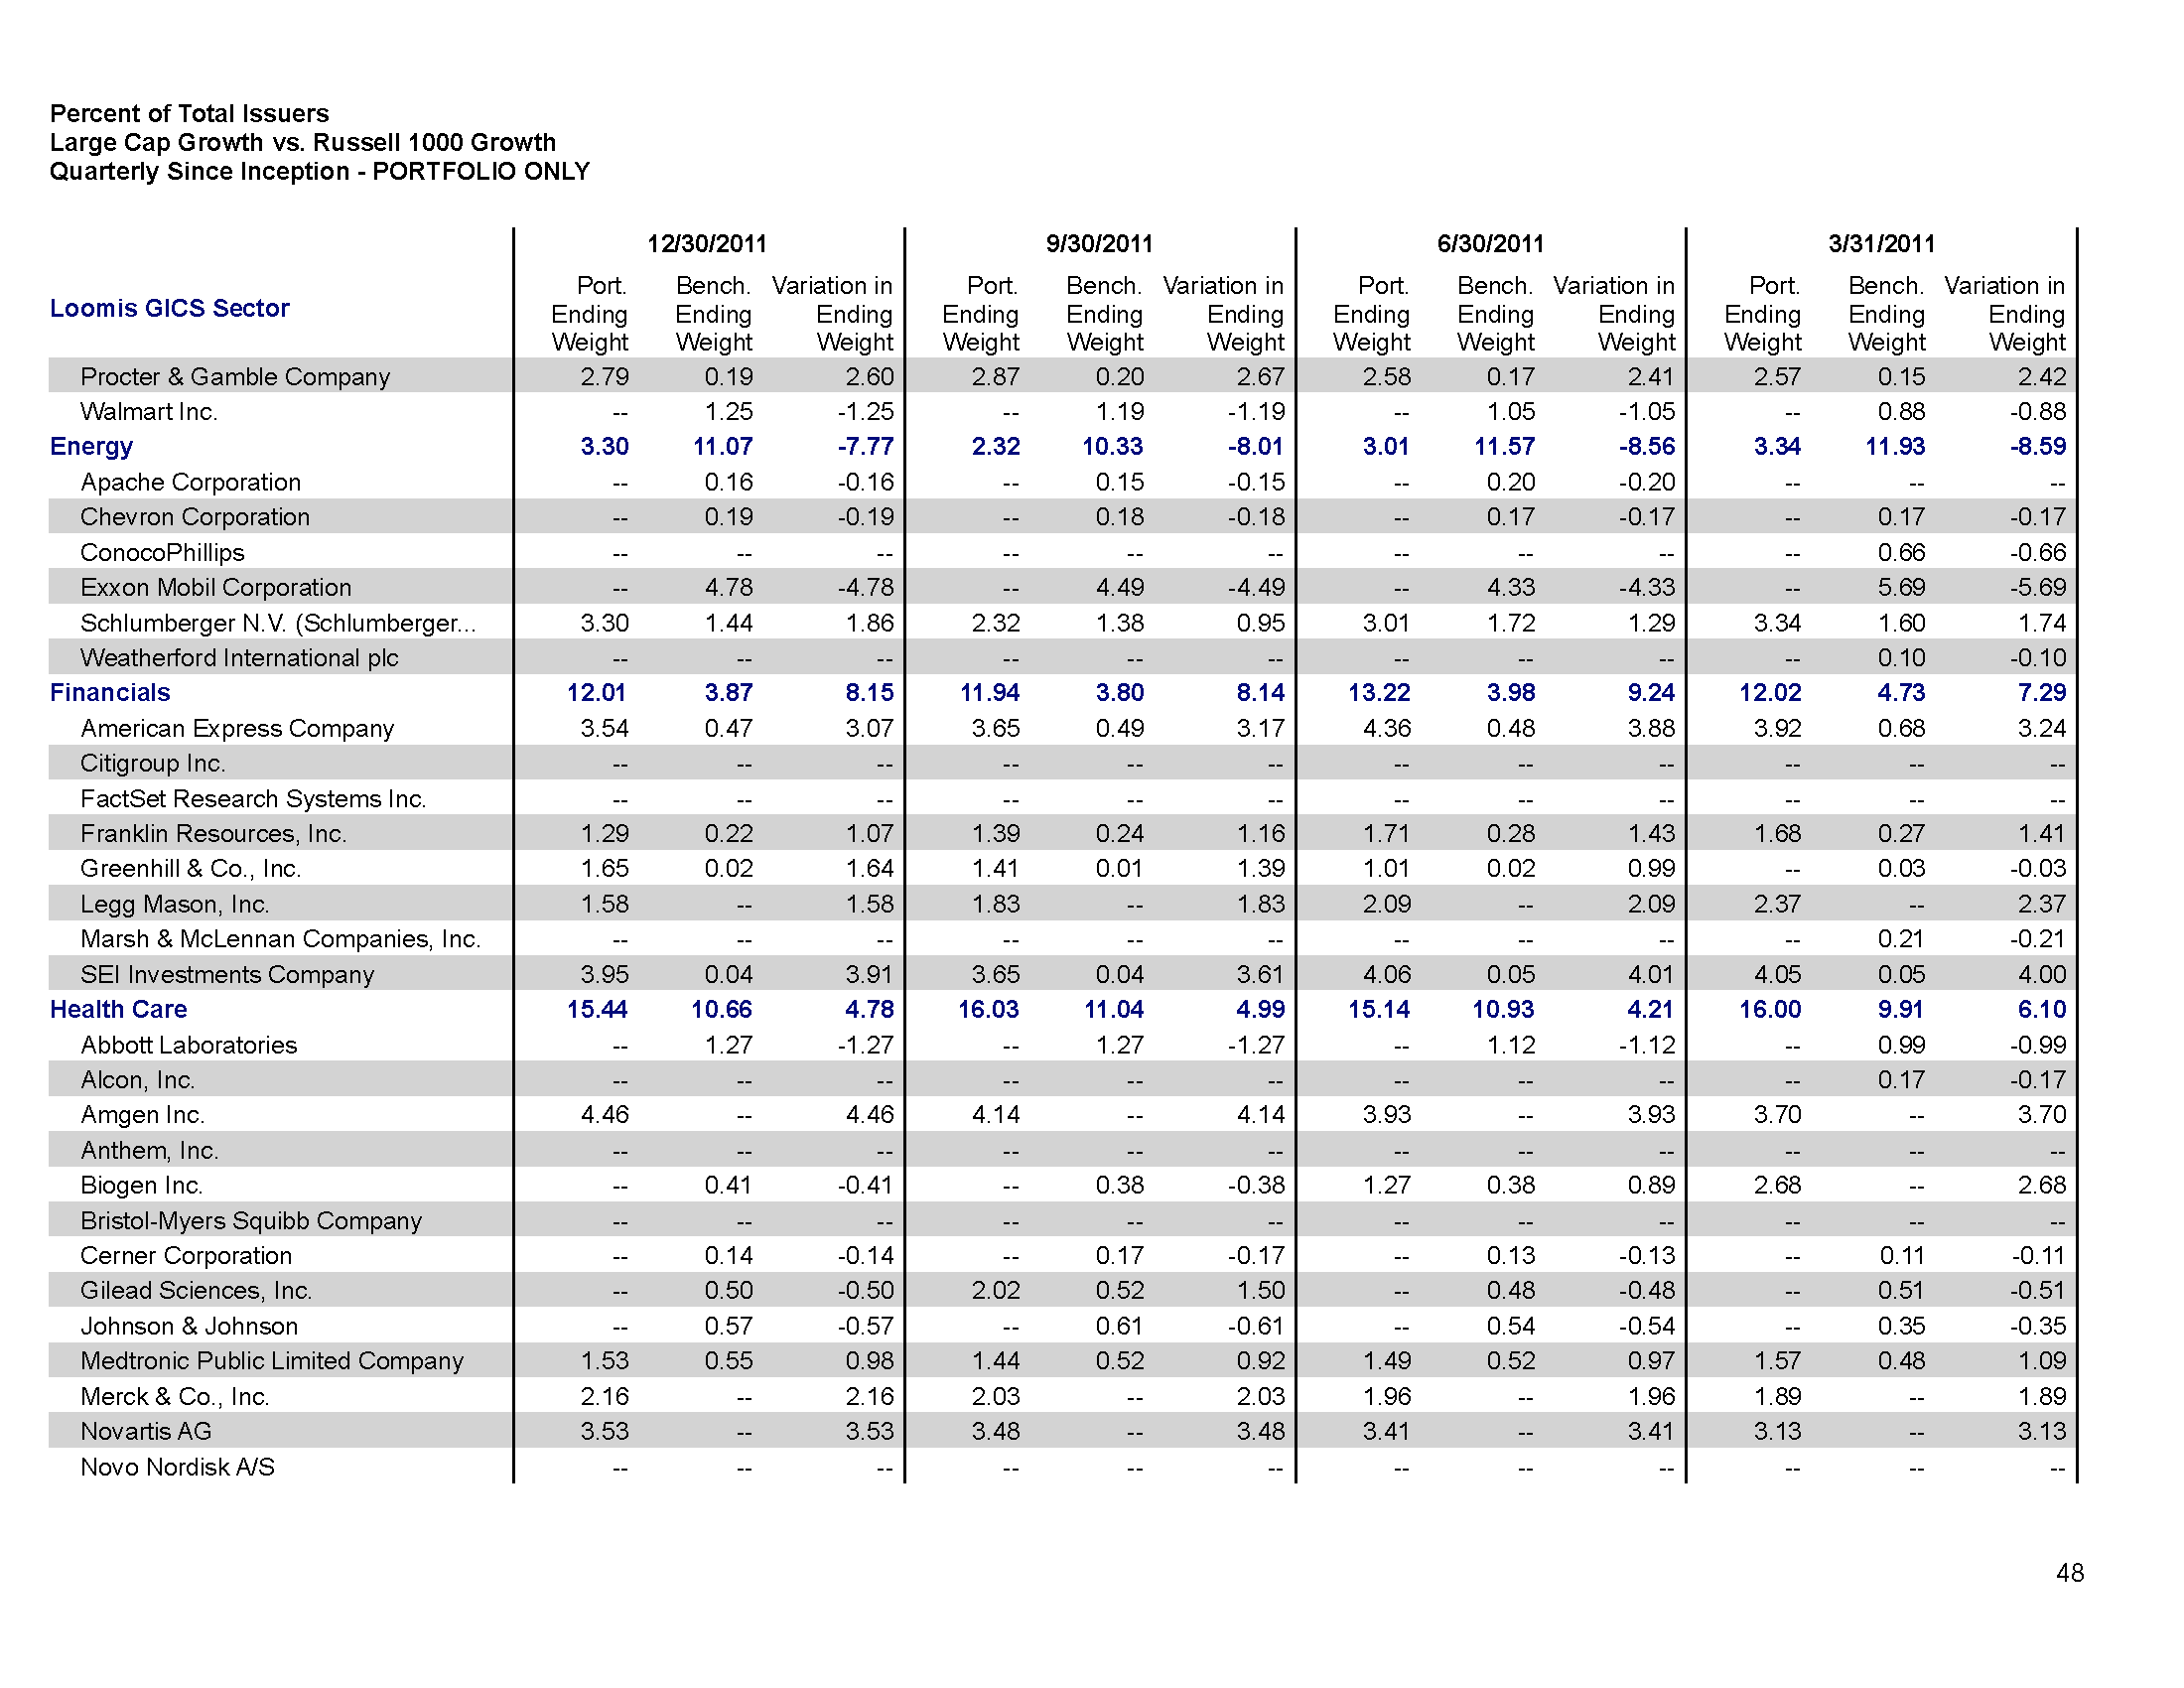 Percent of Total Issuers
Large Cap Growth vs. Russell 1000 Growth
Quarterly Since Inception - PORTFOLIO ONLY
12/30/2011 9/30/2011 6/30/2011 3/31/2011
Loomis GICS Sector
Port. Bench. Variation in Port. Bench. Variation in Port. Bench. Variation in Port. Bench. Variation in
Ending Ending Ending Ending Ending Ending Ending Ending Ending Ending Ending Ending
Weight Weight Weight Weight Weight Weight Weight Weight Weight Weight Weight Weight
Procter & Gamble Company 2.79 0.19 2.60 2.87 0.20 2.67 2.58 0.17 2.41 2.57 0.15 2.42
Walmart Inc. -- 1.25 -1.25 -- 1.19 -1.19 -- 1.05 -1.05 -- 0.88 -0.88
Energy 3.30 11.07 -7.77 2.32 10.33 -8.01 3.01 11.57 -8.56 3.34 11.93 -8.59
Apache Corporation -- 0.16 -0.16 -- 0.15 -0.15 -- 0.20 -0.20 -- -- --
Chevron Corporation -- 0.19 -0.19 -- 0.18 -0.18 -- 0.17 -0.17 -- 0.17 -0.17
ConocoPhillips -- -- -- -- -- -- -- -- -- -- 0.66 -0.66
Exxon Mobil Corporation -- 4.78 -4.78 -- 4.49 -4.49 -- 4.33 -4.33 -- 5.69 -5.69
Schlumberger N.V. (Schlumberger... 3.30 1.44 1.86 2.32 1.38 0.95 3.01 1.72 1.29 3.34 1.60 1.74
Weatherford International plc -- -- -- -- -- -- -- -- -- -- 0.10 -0.10
Financials 12.01 3.87 8.15 11.94 3.80 8.14 13.22 3.98 9.24 12.02 4.73 7.29
American Express Company 3.54 0.47 3.07 3.65 0.49 3.17 4.36 0.48 3.88 3.92 0.68 3.24
Citigroup Inc. -- -- -- -- -- -- -- -- -- -- -- --
FactSet Research Systems Inc. -- -- -- -- -- -- -- -- -- -- -- --
Franklin Resources, Inc. 1.29 0.22 1.07 1.39 0.24 1.16 1.71 0.28 1.43 1.68 0.27 1.41
Greenhill & Co., Inc. 1.65 0.02 1.64 1.41 0.01 1.39 1.01 0.02 0.99 -- 0.03 -0.03
Legg Mason, Inc. 1.58 -- 1.58 1.83 -- 1.83 2.09 -- 2.09 2.37 -- 2.37
Marsh & McLennan Companies, Inc. -- -- -- -- -- -- -- -- -- -- 0.21 -0.21
SEI Investments Company 3.95 0.04 3.91 3.65 0.04 3.61 4.06 0.05 4.01 4.05 0.05 4.00
Health Care 15.44 10.66 4.78 16.03 11.04 4.99 15.14 10.93 4.21 16.00 9.91 6.10
Abbott Laboratories -- 1.27 -1.27 -- 1.27 -1.27 -- 1.12 -1.12 -- 0.99 -0.99
Alcon, Inc. -- -- -- -- -- -- -- -- -- -- 0.17 -0.17
Amgen Inc. 4.46 -- 4.46 4.14 -- 4.14 3.93 -- 3.93 3.70 -- 3.70
Anthem, Inc. -- -- -- -- -- -- -- -- -- -- -- --
Biogen Inc. -- 0.41 -0.41 -- 0.38 -0.38 1.27 0.38 0.89 2.68 -- 2.68
Bristol-Myers Squibb Company -- -- -- -- -- -- -- -- -- -- -- --
Cerner Corporation -- 0.14 -0.14 -- 0.17 -0.17 -- 0.13 -0.13 -- 0.11 -0.11
Gilead Sciences, Inc. -- 0.50 -0.50 2.02 0.52 1.50 -- 0.48 -0.48 -- 0.51 -0.51
Johnson & Johnson -- 0.57 -0.57 -- 0.61 -0.61 -- 0.54 -0.54 -- 0.35 -0.35
Medtronic Public Limited Company 1.53 0.55 0.98 1.44 0.52 0.92 1.49 0.52 0.97 1.57 0.48 1.09
Merck & Co., Inc. 2.16 -- 2.16 2.03 -- 2.03 1.96 -- 1.96 1.89 -- 1.89
Novartis AG 3.53 -- 3.53 3.48 -- 3.48 3.41 -- 3.41 3.13 -- 3.13
Novo Nordisk A/S -- -- -- -- -- -- -- -- -- -- -- --
48